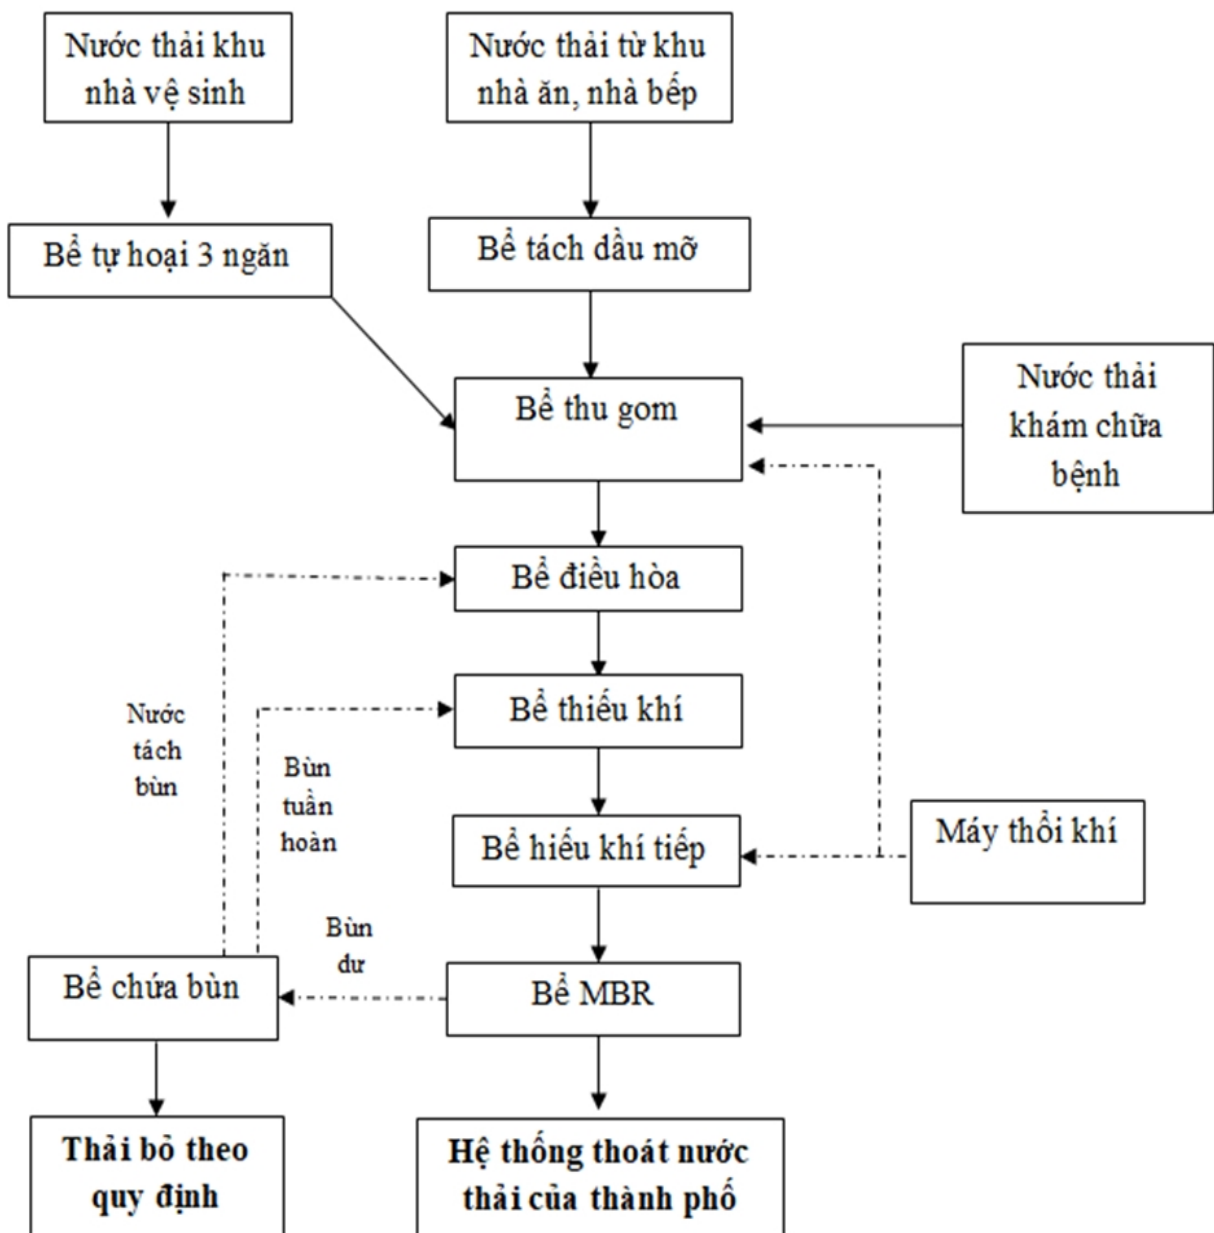 Nước thải khu
nhà vệ sinh
Nước thải từ khu
nhà ăn, nhà bếp
Bể tự hoại 3 ngăn
Bể tách dầu mỡ
Bể thu gom
Nước thải
khám chữa
bệnh
Bể điều hòa
Bể thiếu khí
Nước
tách
bùn
Bùn
tuần
hoàn
Bể hiếu khí tiếp
Máy thổi khí
Bùn
dư
Bể chứa bùn
Bể MBR
Thải bỏ theo
quy định
Hệ thống thoát nước
thải của thành phố